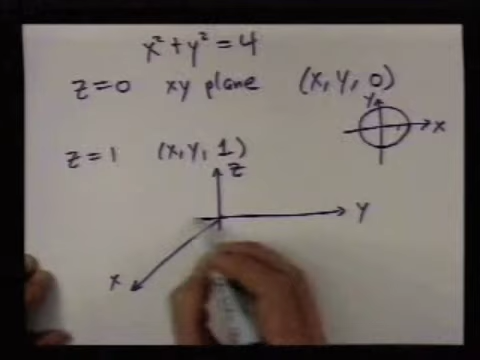 x² + y² = 4
z=0 xy plane (x, y, 0)
y
x
z=1 (x, y, 1)
z
y
x